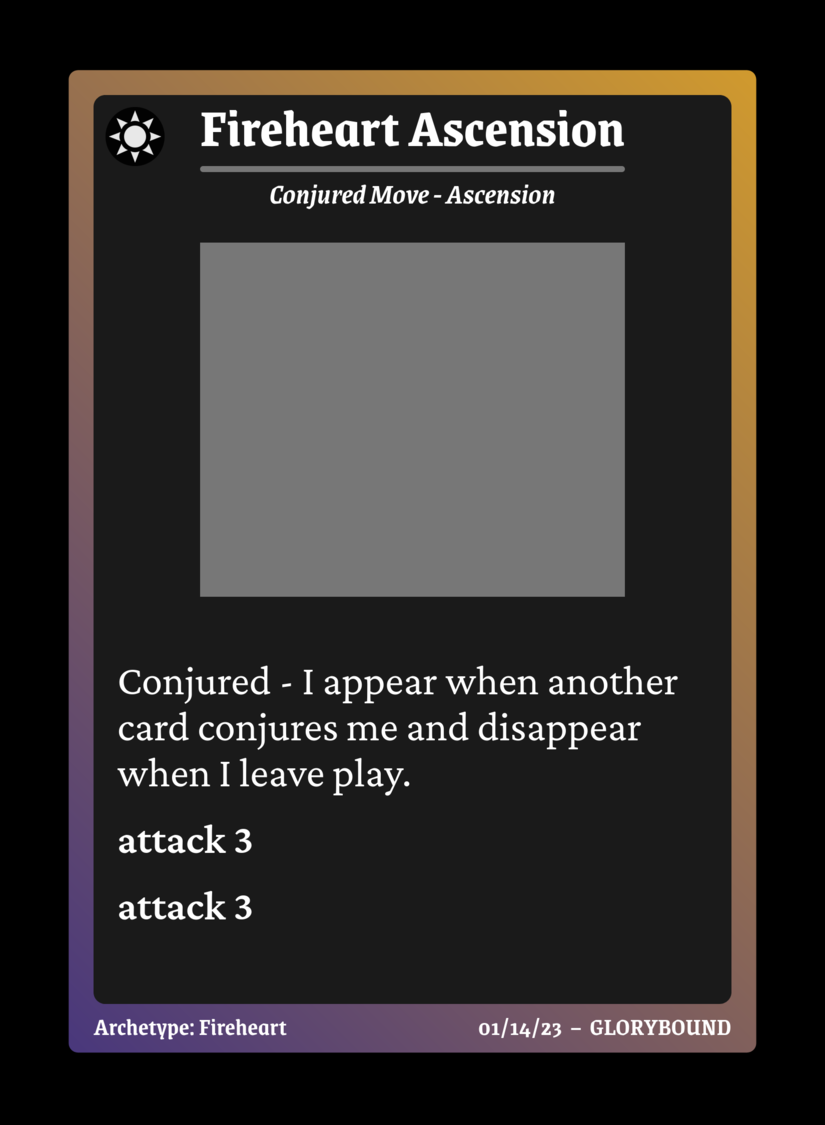 Fireheart Ascension
Conjured Move - Ascension
Conjured - I appear when another
card conjures me and disappear
when I leave play.
attack 3
attack 3
Archetype: Fireheart
01/14/23 – GLORYBOUND